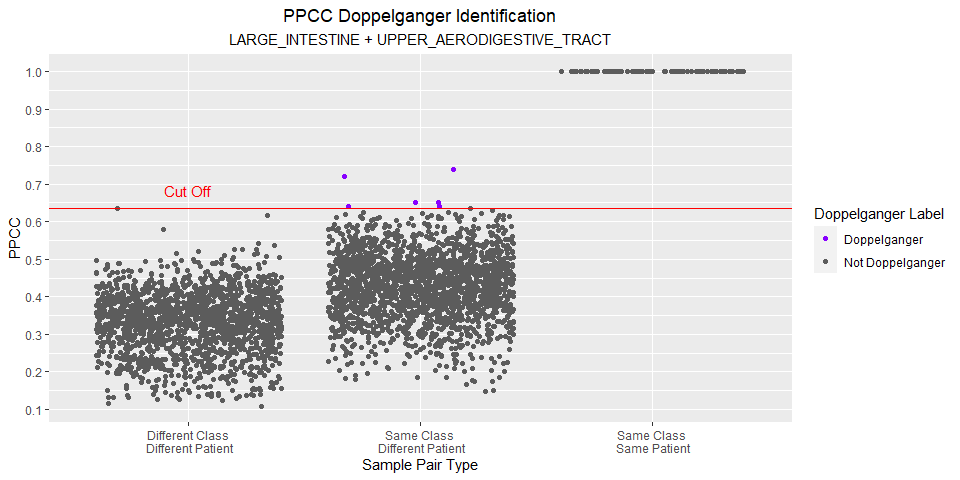 PPCC Doppelganger Identification
LARGE_INTESTINE + UPPER_AERODIGESTIVE_TRACT
1.0
0.9
0.8
0.7
0.6
0.5
0.4
0.3
0.2
0.1
PPCC
Cut Off
Different Class
Different Patient
Same Class
Different Patient
Same Class
Same Patient
Sample Pair Type
Doppelganger Label
Doppelganger
Not Doppelganger